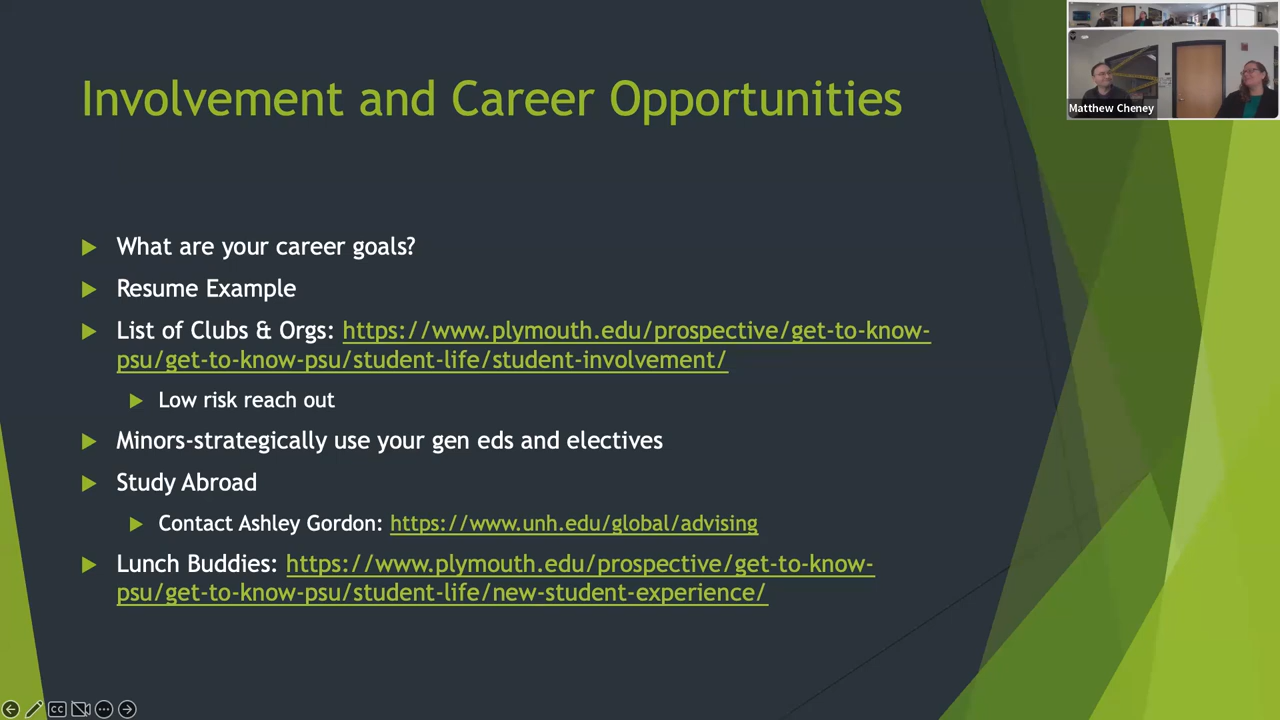 Involvement and Career Opportunities
Matthew Cheney
What are your career goals?
Resume Example
List of Clubs & Orgs: https://www.plymouth.edu/prospective/get-to-know-
psu/get-to-know-psu/student-life/student-involvement/
Low risk reach out
Minors-strategically use your gen eds and electives
Study Abroad
Contact Ashley Gordon: https://www.unh.edu/global/advising
Lunch Buddies: https://www.plymouth.edu/prospective/get-to-know-
psu/get-to-know-psu/student-life/new-student-experience/
CC